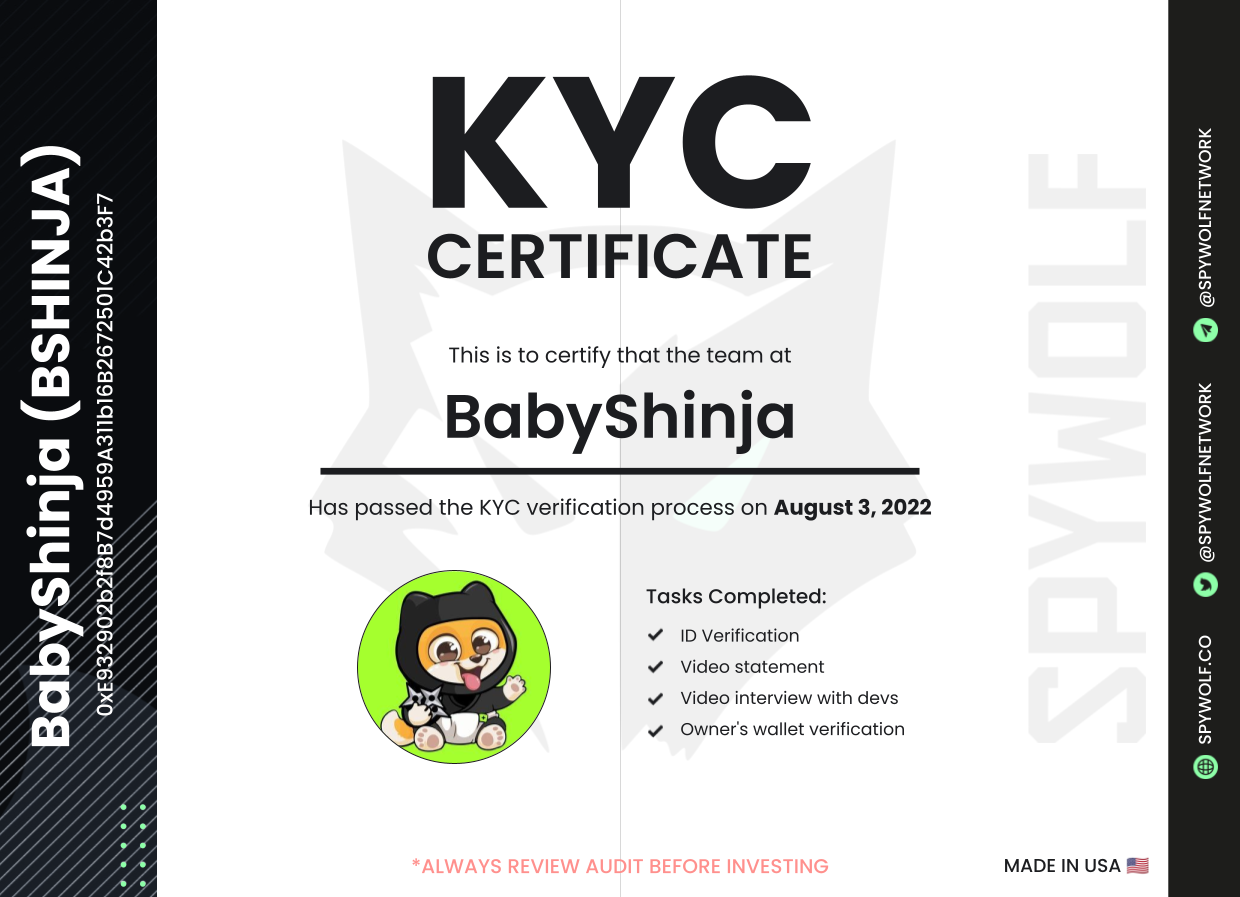 BabyShinja (BSHINJA)
0xE932902b2f8B7d4959A311b16B2672501C42b3F7
KYC
CERTIFICATE
This is to certify that the team at
BabyShinja
Has passed the KYC verification process on August 3, 2022
Tasks Completed:
ID Verification
Video statement
Video interview with devs
Owner's wallet verification
*ALWAYS REVIEW AUDIT BEFORE INVESTING
MADE IN USA 🇺🇸
SPYWOLF
SPYWOLF.CO
@SPYWOLFNETWORK
@SPYWOLFNETWORK